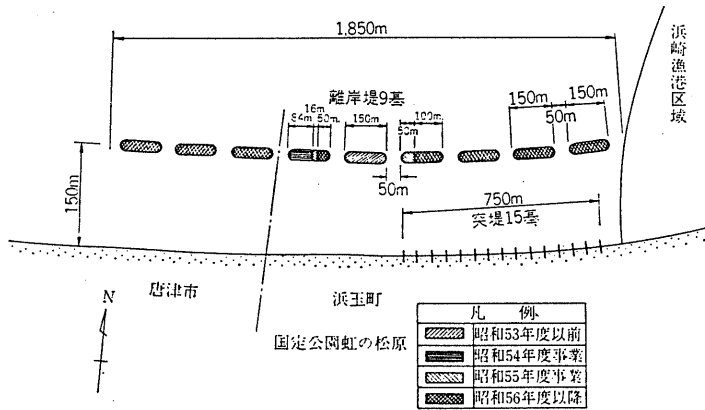 1,850m
浜崎漁港区域
離岸堤9基
16m
84m
50m
150m
50m
100m
150m
150m
50m
50m
150m
750m
突堤15基
唐津市
浜玉町
国定公園虹の松原
N
凡例
昭和53年度以前
昭和54年度事業
昭和55年度事業
昭和56年度以降